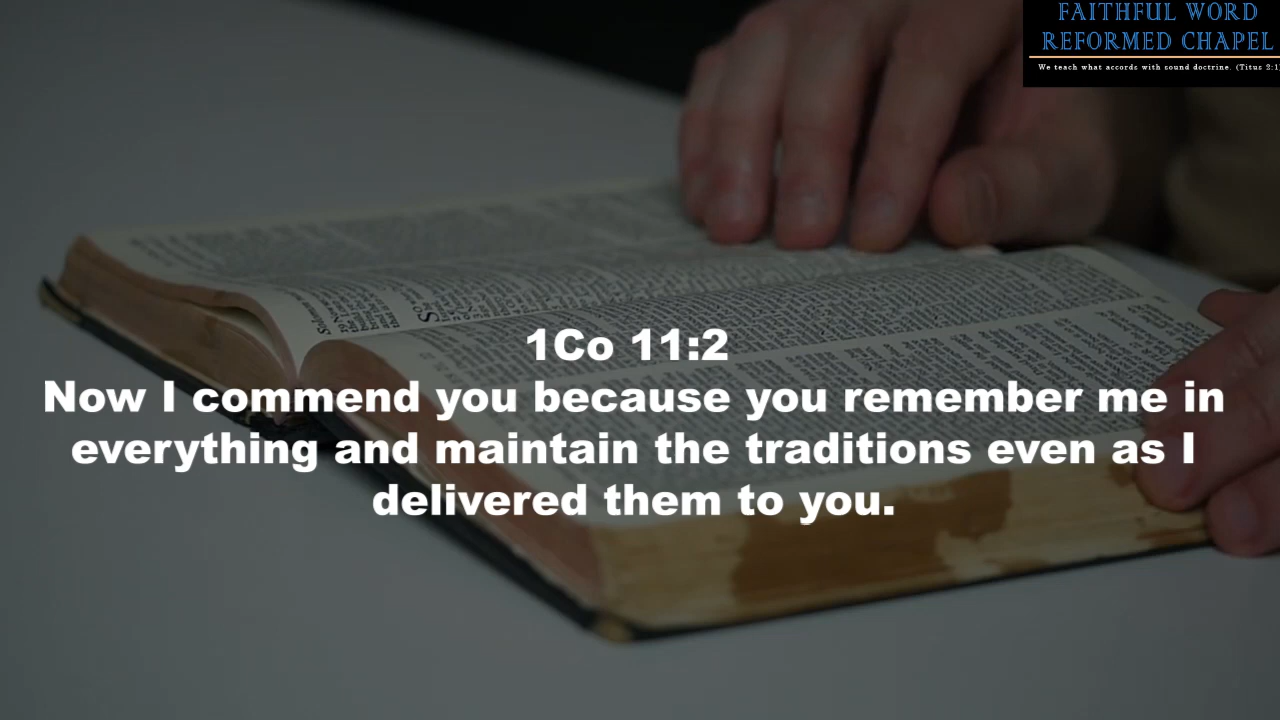 FAITHFUL WORD
REFORMED CHAPEL
We teach what accords with sound doctrine. (Titus 2:1
1Co 11:2
Now I commend you because you remember me in
everything and maintain the traditions even as I
delivered them to you.